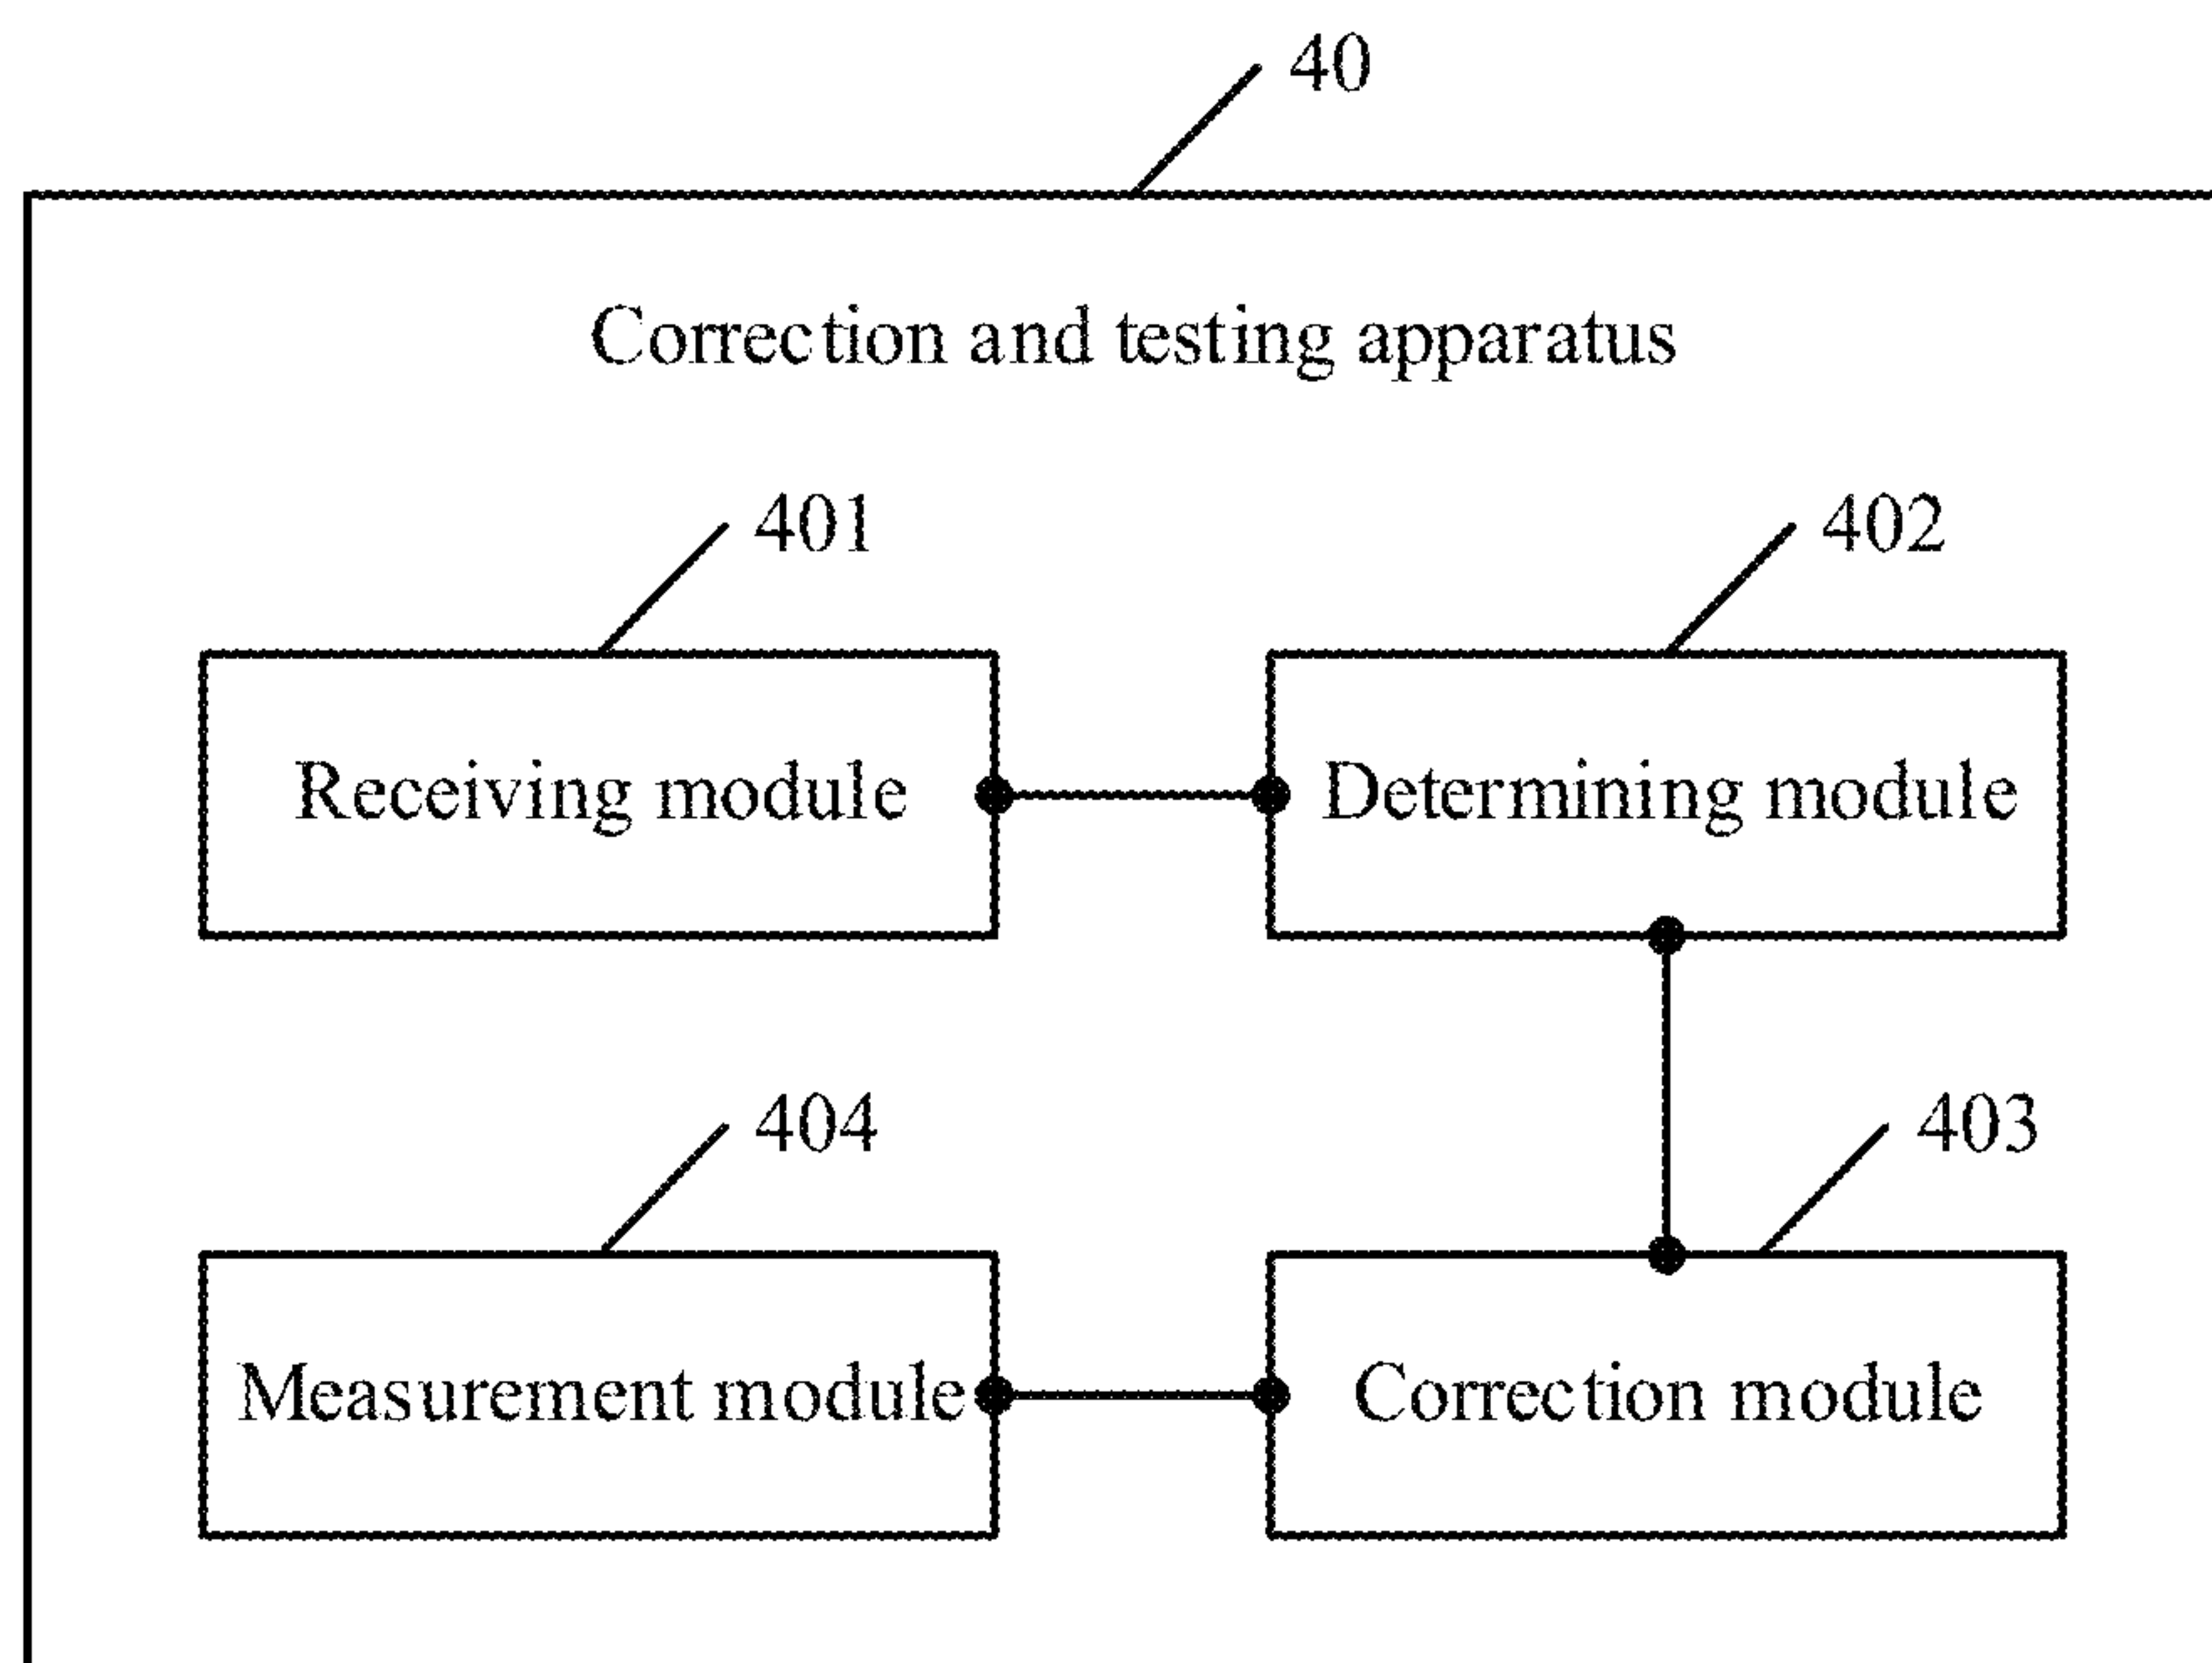 40
Correction and testing apparatus
401
402
Receiving module
Determining module
404
403
Measurement module
Correction module